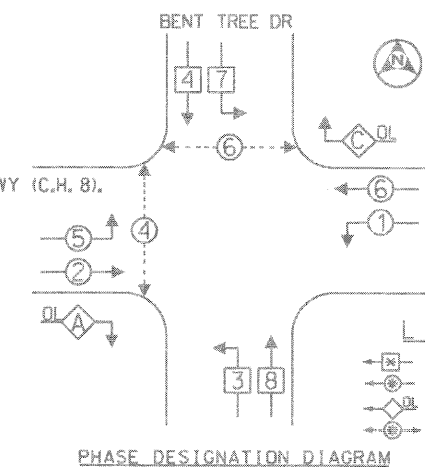 BENT TREE DR
4 7
N
6
C OL
WY (C.H. 8).
6
5 4 1
2
OL A
L
3 8
*
*
OL
*
PHASE DESIGNATION DIAGRAM